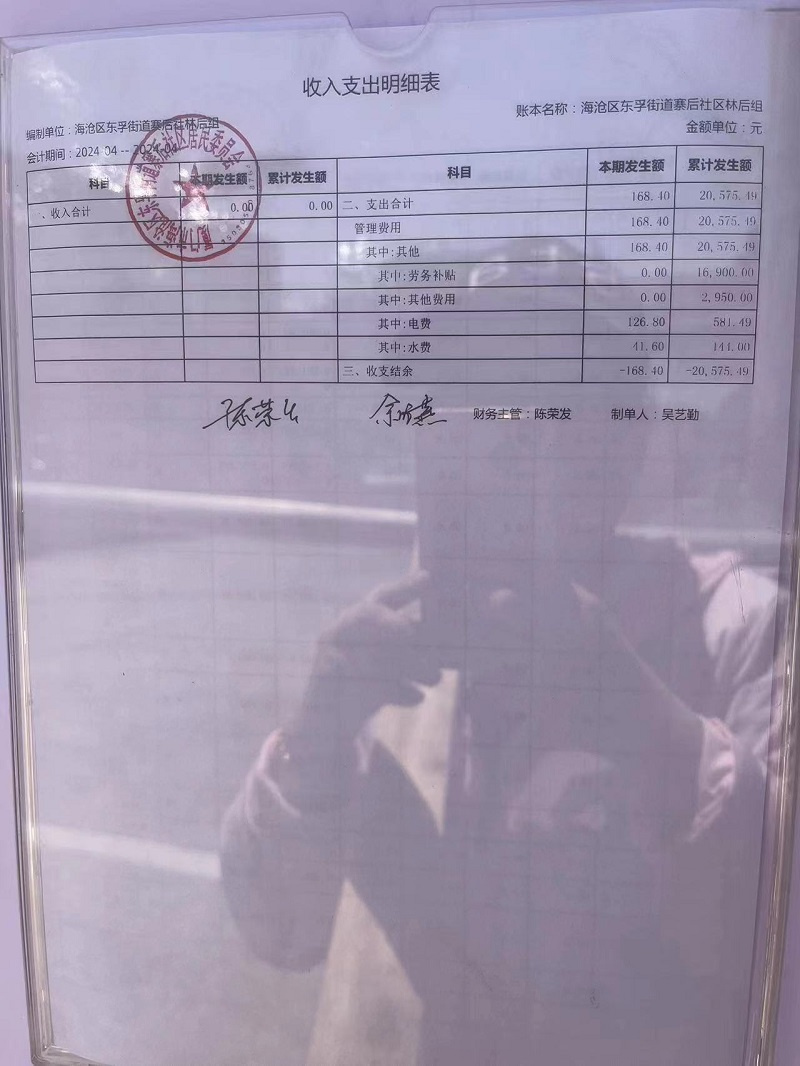 收入支出明细表
账本名称：海沧区东孚街道寨后社区林后组
编制单位：海沧区东孚街道寨后社林后组
金额单位：元
会计期间：2024-04 -- 2024-04
科目 本期发生额 累计发生额 科目 本期发生额 累计发生额
、收入合计 0.00 0.00 二、支出合计 168.40 20,575.49
管理费用 168.40 20,575.49
其中:其他 168.40 20,575.49
其中:劳务补贴 0.00 16,900.00
其中:其他费用 0.00 2,950.00
其中:电费 126.80 581.49
其中:水费 41.60 144.00
三、收支结余 -168.40 -20,575.49
财务主管：陈荣发 制单人：吴艺勤